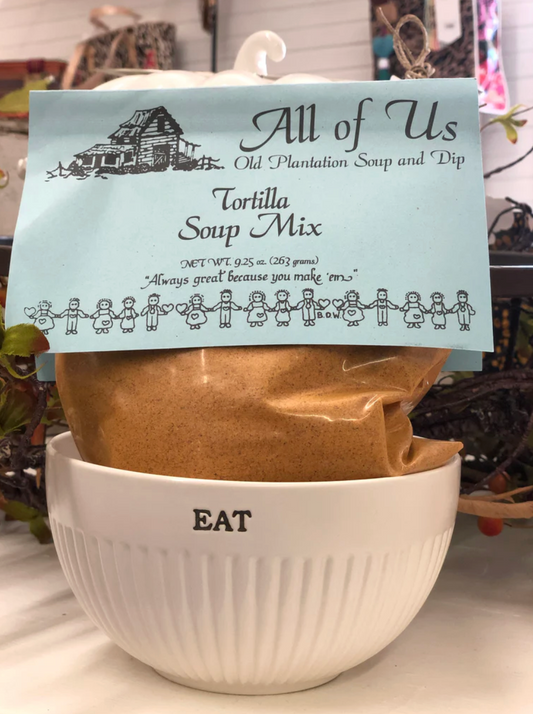 All of Us
Old Plantation Soup and Dip
Tortilla
Soup Mix
NET WT. 9.25 oz. (263 grams)
"Always great because you make 'em"
B.O.W
EAT